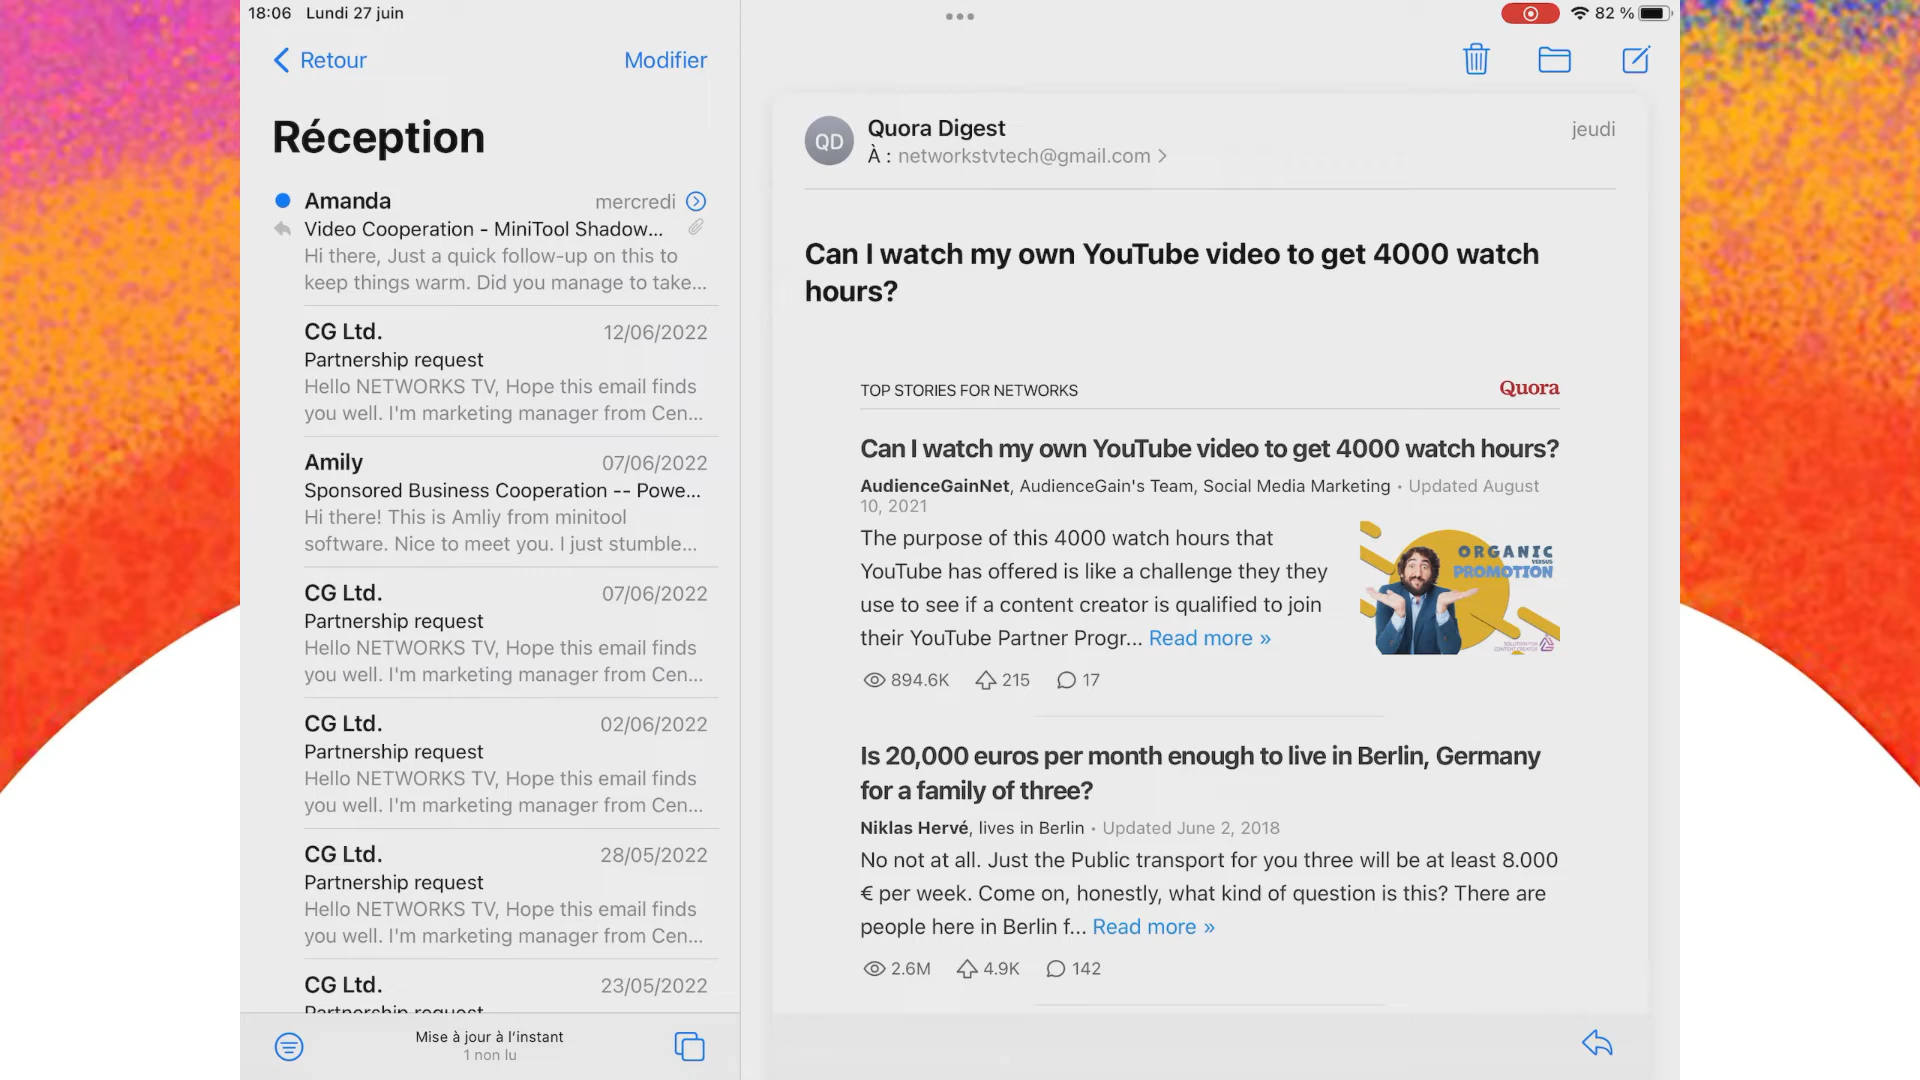 18:06 Lundi 27 juin
82 %
Retour
Modifier
Réception
Amanda
mercredi
Video Cooperation - MiniTool Shadow...
Hi there, Just a quick follow-up on this to
keep things warm. Did you manage to take...
CG Ltd.
12/06/2022
Partnership request
Hello NETWORKS TV, Hope this email finds
you well. I'm marketing manager from Cen...
Amily
07/06/2022
Sponsored Business Cooperation -- Powe...
Hi there! This is Amliy from minitool
software. Nice to meet you. I just stumble...
CG Ltd.
07/06/2022
Partnership request
Hello NETWORKS TV, Hope this email finds
you well. I'm marketing manager from Cen...
CG Ltd.
02/06/2022
Partnership request
Hello NETWORKS TV, Hope this email finds
you well. I'm marketing manager from Cen...
CG Ltd.
28/05/2022
Partnership request
Hello NETWORKS TV, Hope this email finds
you well. I'm marketing manager from Cen...
CG Ltd.
23/05/2022
Partnership request
Mise à jour à l'instant
1 non lu
QD
Quora Digest
jeudi
À : networkstvtech@gmail.com
Can I watch my own YouTube video to get 4000 watch
hours?
TOP STORIES FOR NETWORKS
Quora
Can I watch my own YouTube video to get 4000 watch hours?
AudienceGainNet, AudienceGain's Team, Social Media Marketing • Updated August
10, 2021
The purpose of this 4000 watch hours that
YouTube has offered is like a challenge they they
use to see if a content creator is qualified to join
their YouTube Partner Progr... Read more »
ORGANIC
VERSUS
PROMOTION
894.6K 215 17
Is 20,000 euros per month enough to live in Berlin, Germany
for a family of three?
Niklas Hervé, lives in Berlin • Updated June 2, 2018
No not at all. Just the Public transport for you three will be at least 8.000
€ per week. Come on, honestly, what kind of question is this? There are
people here in Berlin f... Read more »
2.6M 4.9K 142